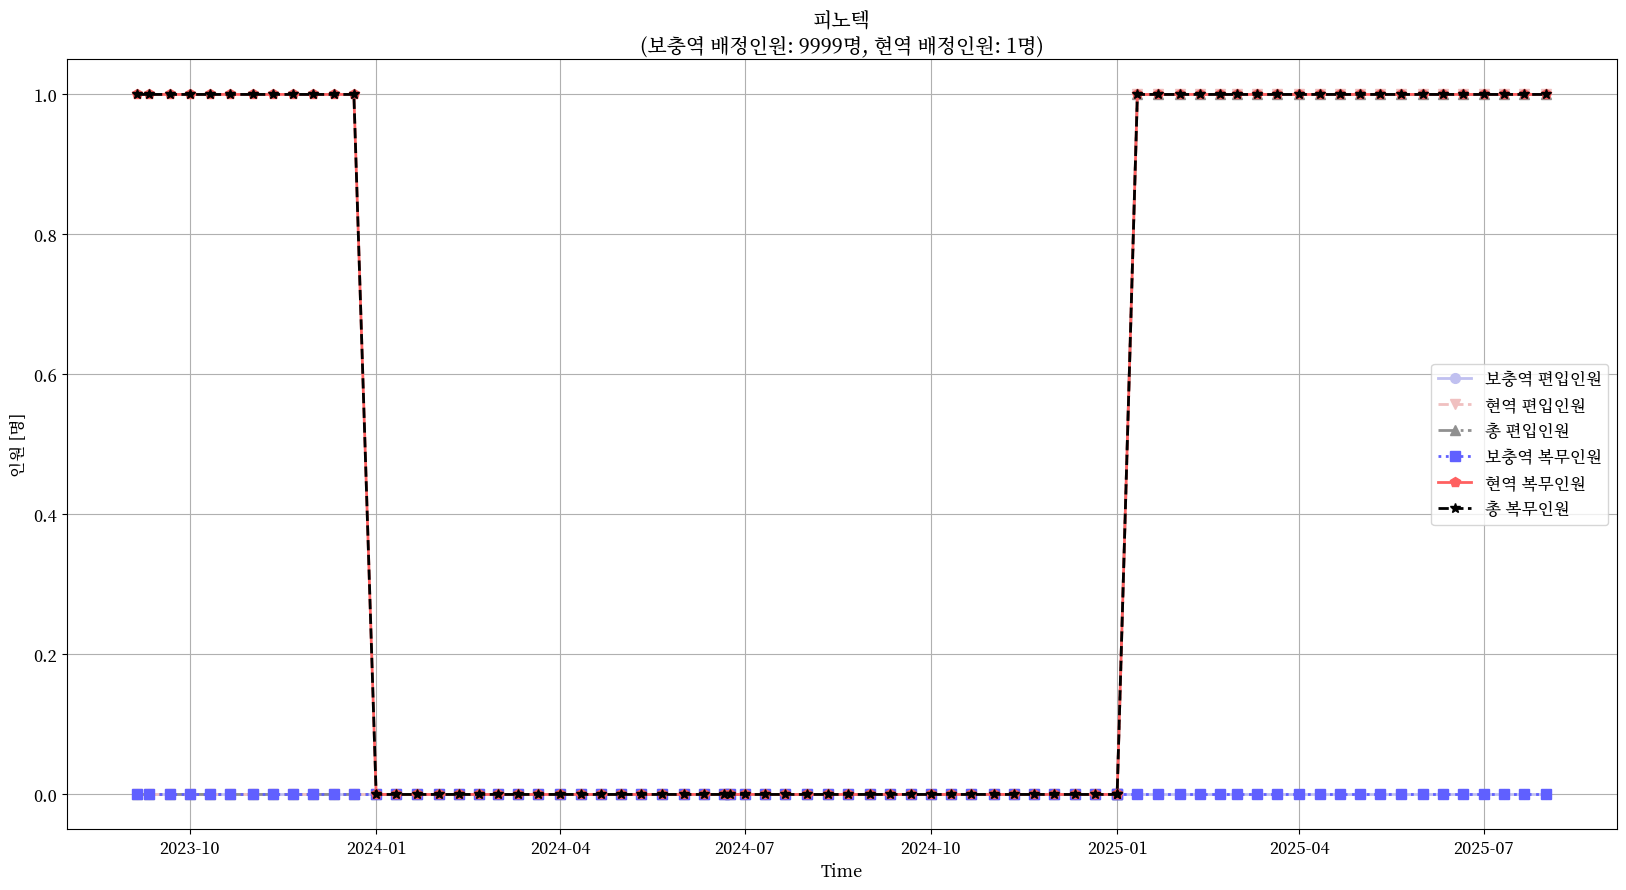 피노텍
(보충역 배정인원: 9999명, 현역 배정인원: 1명)
인원 [명]
1.0
0.8
0.6
0.4
0.2
0.0
보충역 편입인원
현역 편입인원
총 편입인원
보충역 복무인원
현역 복무인원
총 복무인원
2023-10
2024-01
2024-04
2024-07
2024-10
2025-01
2025-04
2025-07
Time